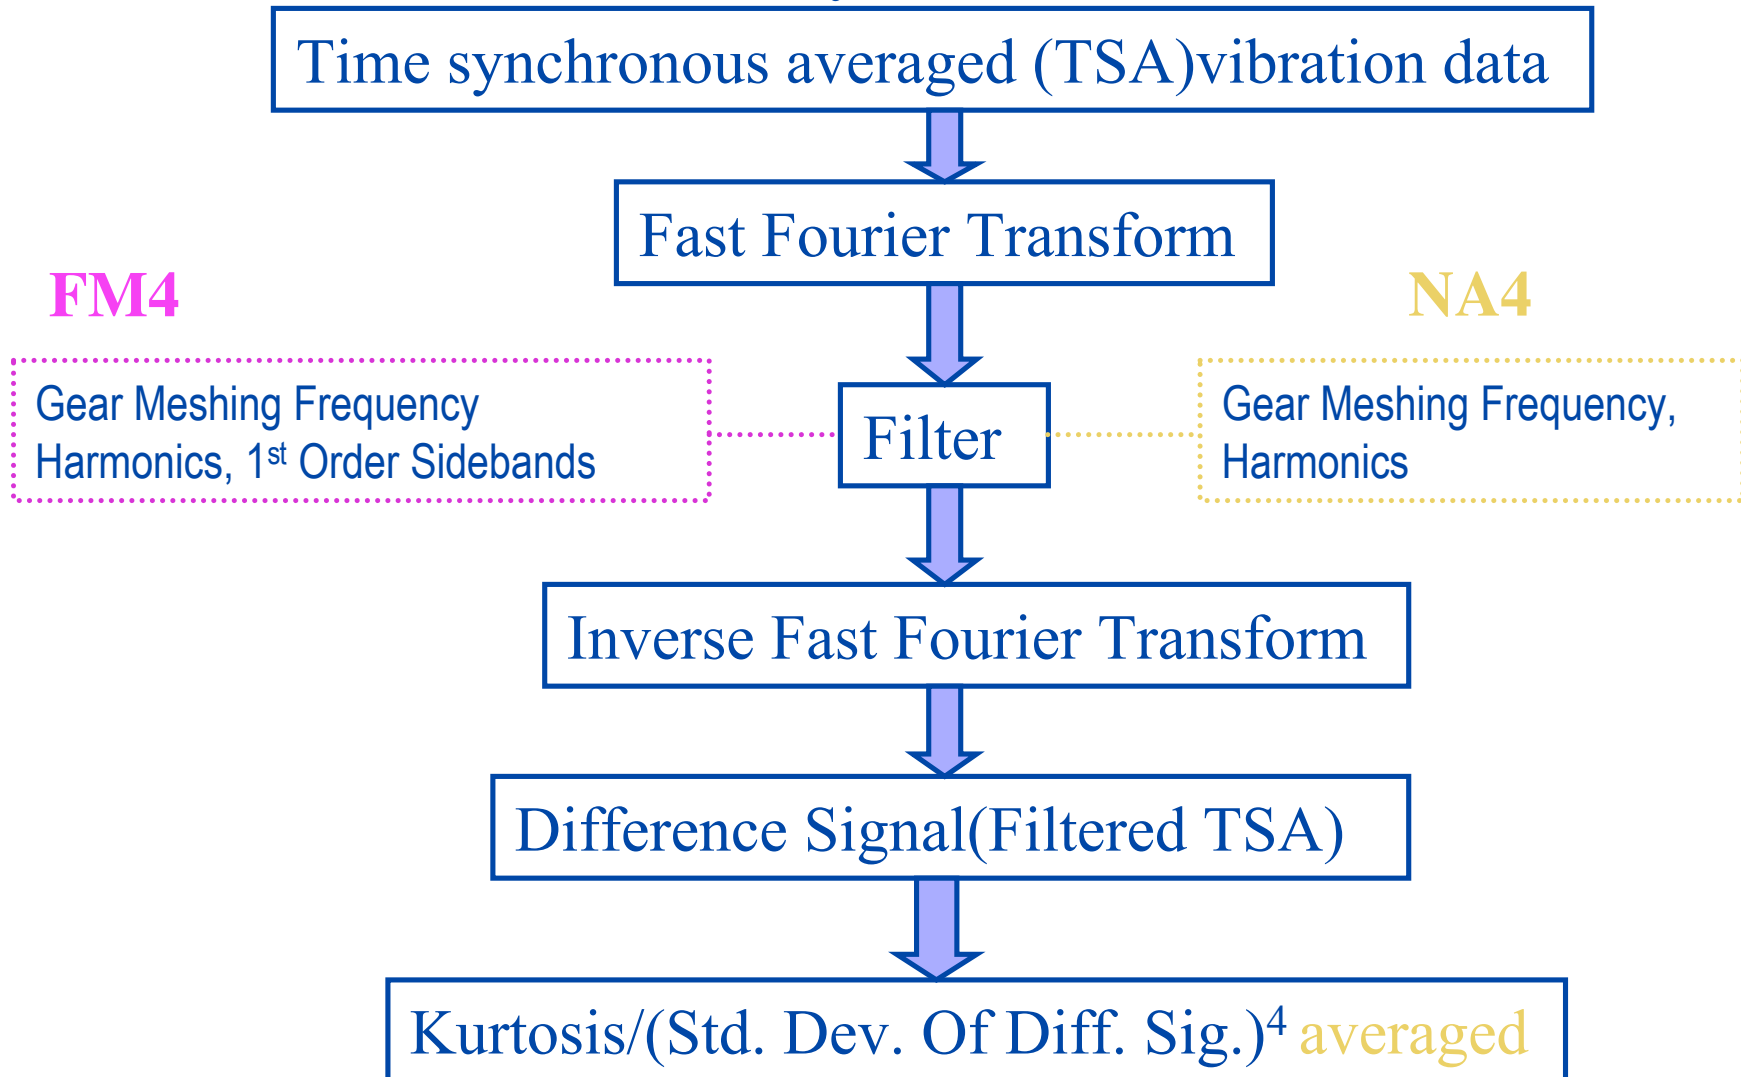 Time synchronous averaged (TSA)vibration data
Fast Fourier Transform
FM4
NA4
Gear Meshing Frequency
Harmonics, 1st Order Sidebands
Filter
Gear Meshing Frequency,
Harmonics
Inverse Fast Fourier Transform
Difference Signal(Filtered TSA)
Kurtosis/(Std. Dev. Of Diff. Sig.)⁴ averaged